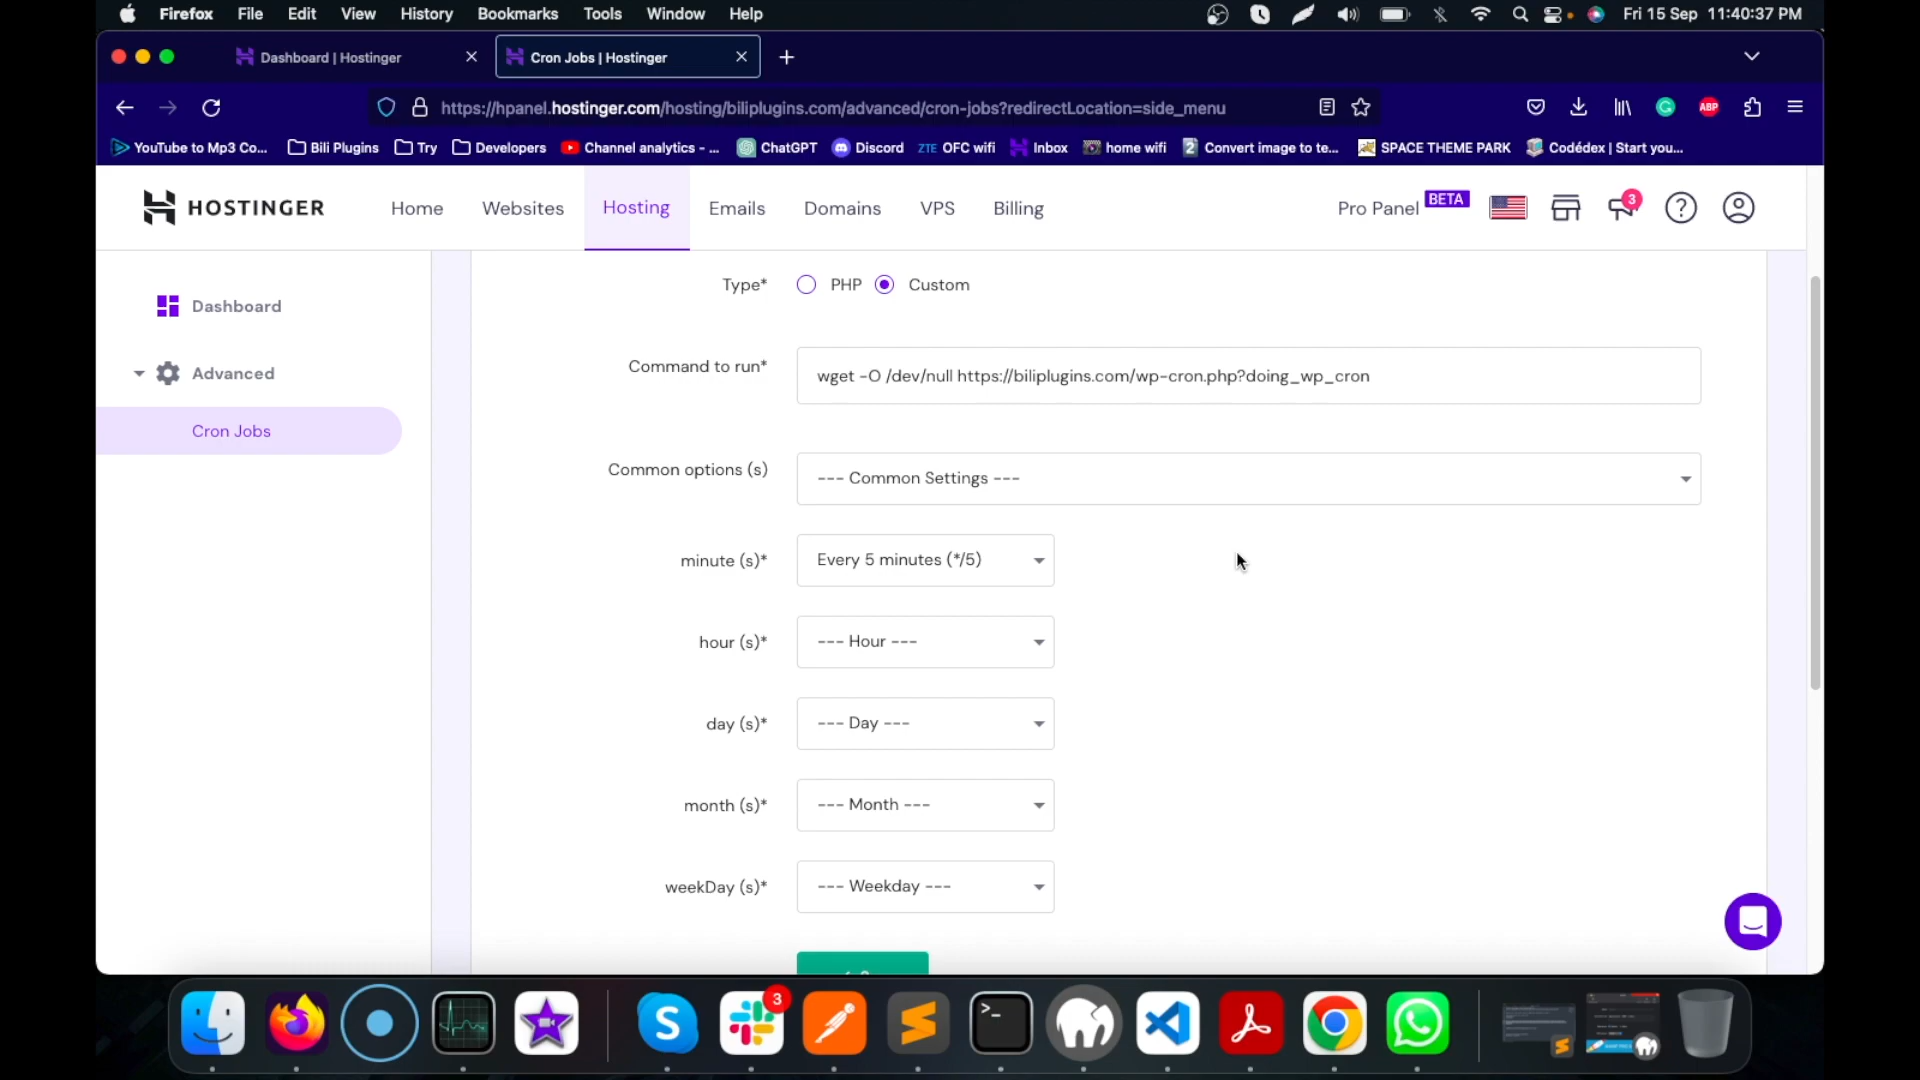 Firefox File Edit View History Bookmarks Tools Window Help Fri 15 Sep 11:40:37 PM
Dashboard | Hostinger Cron Jobs | Hostinger
https://hpanel.hostinger.com/hosting/biliplugins.com/advanced/cron-jobs?redirectLocation=side_menu ABP
YouTube to Mp3 Co... Bili Plugins Try Developers Channel analytics - ... ChatGPT Discord ZTE OFC wifi Inbox home wifi 2 Convert image to te... SPACE THEME PARK Codédex | Start you...
HOSTINGER Home Websites Hosting Emails Domains VPS Billing Pro Panel BETA 3 ?
Type* PHP Custom
Dashboard
Command to run* wget -O /dev/null https://biliplugins.com/wp-cron.php?doing_wp_cron
Advanced
Cron Jobs
Common options (s) --- Common Settings ---
minute (s)* Every 5 minutes (*/5)
hour (s)* --- Hour ---
day (s)* --- Day ---
month (s)* --- Month ---
weekDay (s)* --- Weekday ---
S 3 >_